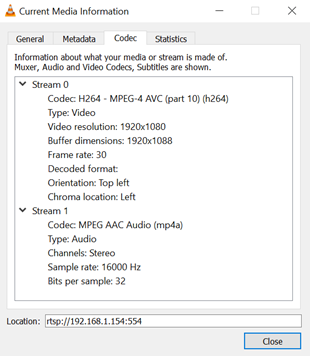 Current Media Information
General Metadata Codec Statistics
Information about what your media or stream is made of.
Muxer, Audio and Video Codecs, Subtitles are shown.
Stream 0
Codec: H264 - MPEG-4 AVC (part 10) (h264)
Type: Video
Video resolution: 1920x1080
Buffer dimensions: 1920x1088
Frame rate: 30
Decoded format:
Orientation: Top left
Chroma location: Left
Stream 1
Codec: MPEG AAC Audio (mp4a)
Type: Audio
Channels: Stereo
Sample rate: 16000 Hz
Bits per sample: 32
Location: rtsp://192.168.1.154:554
Close